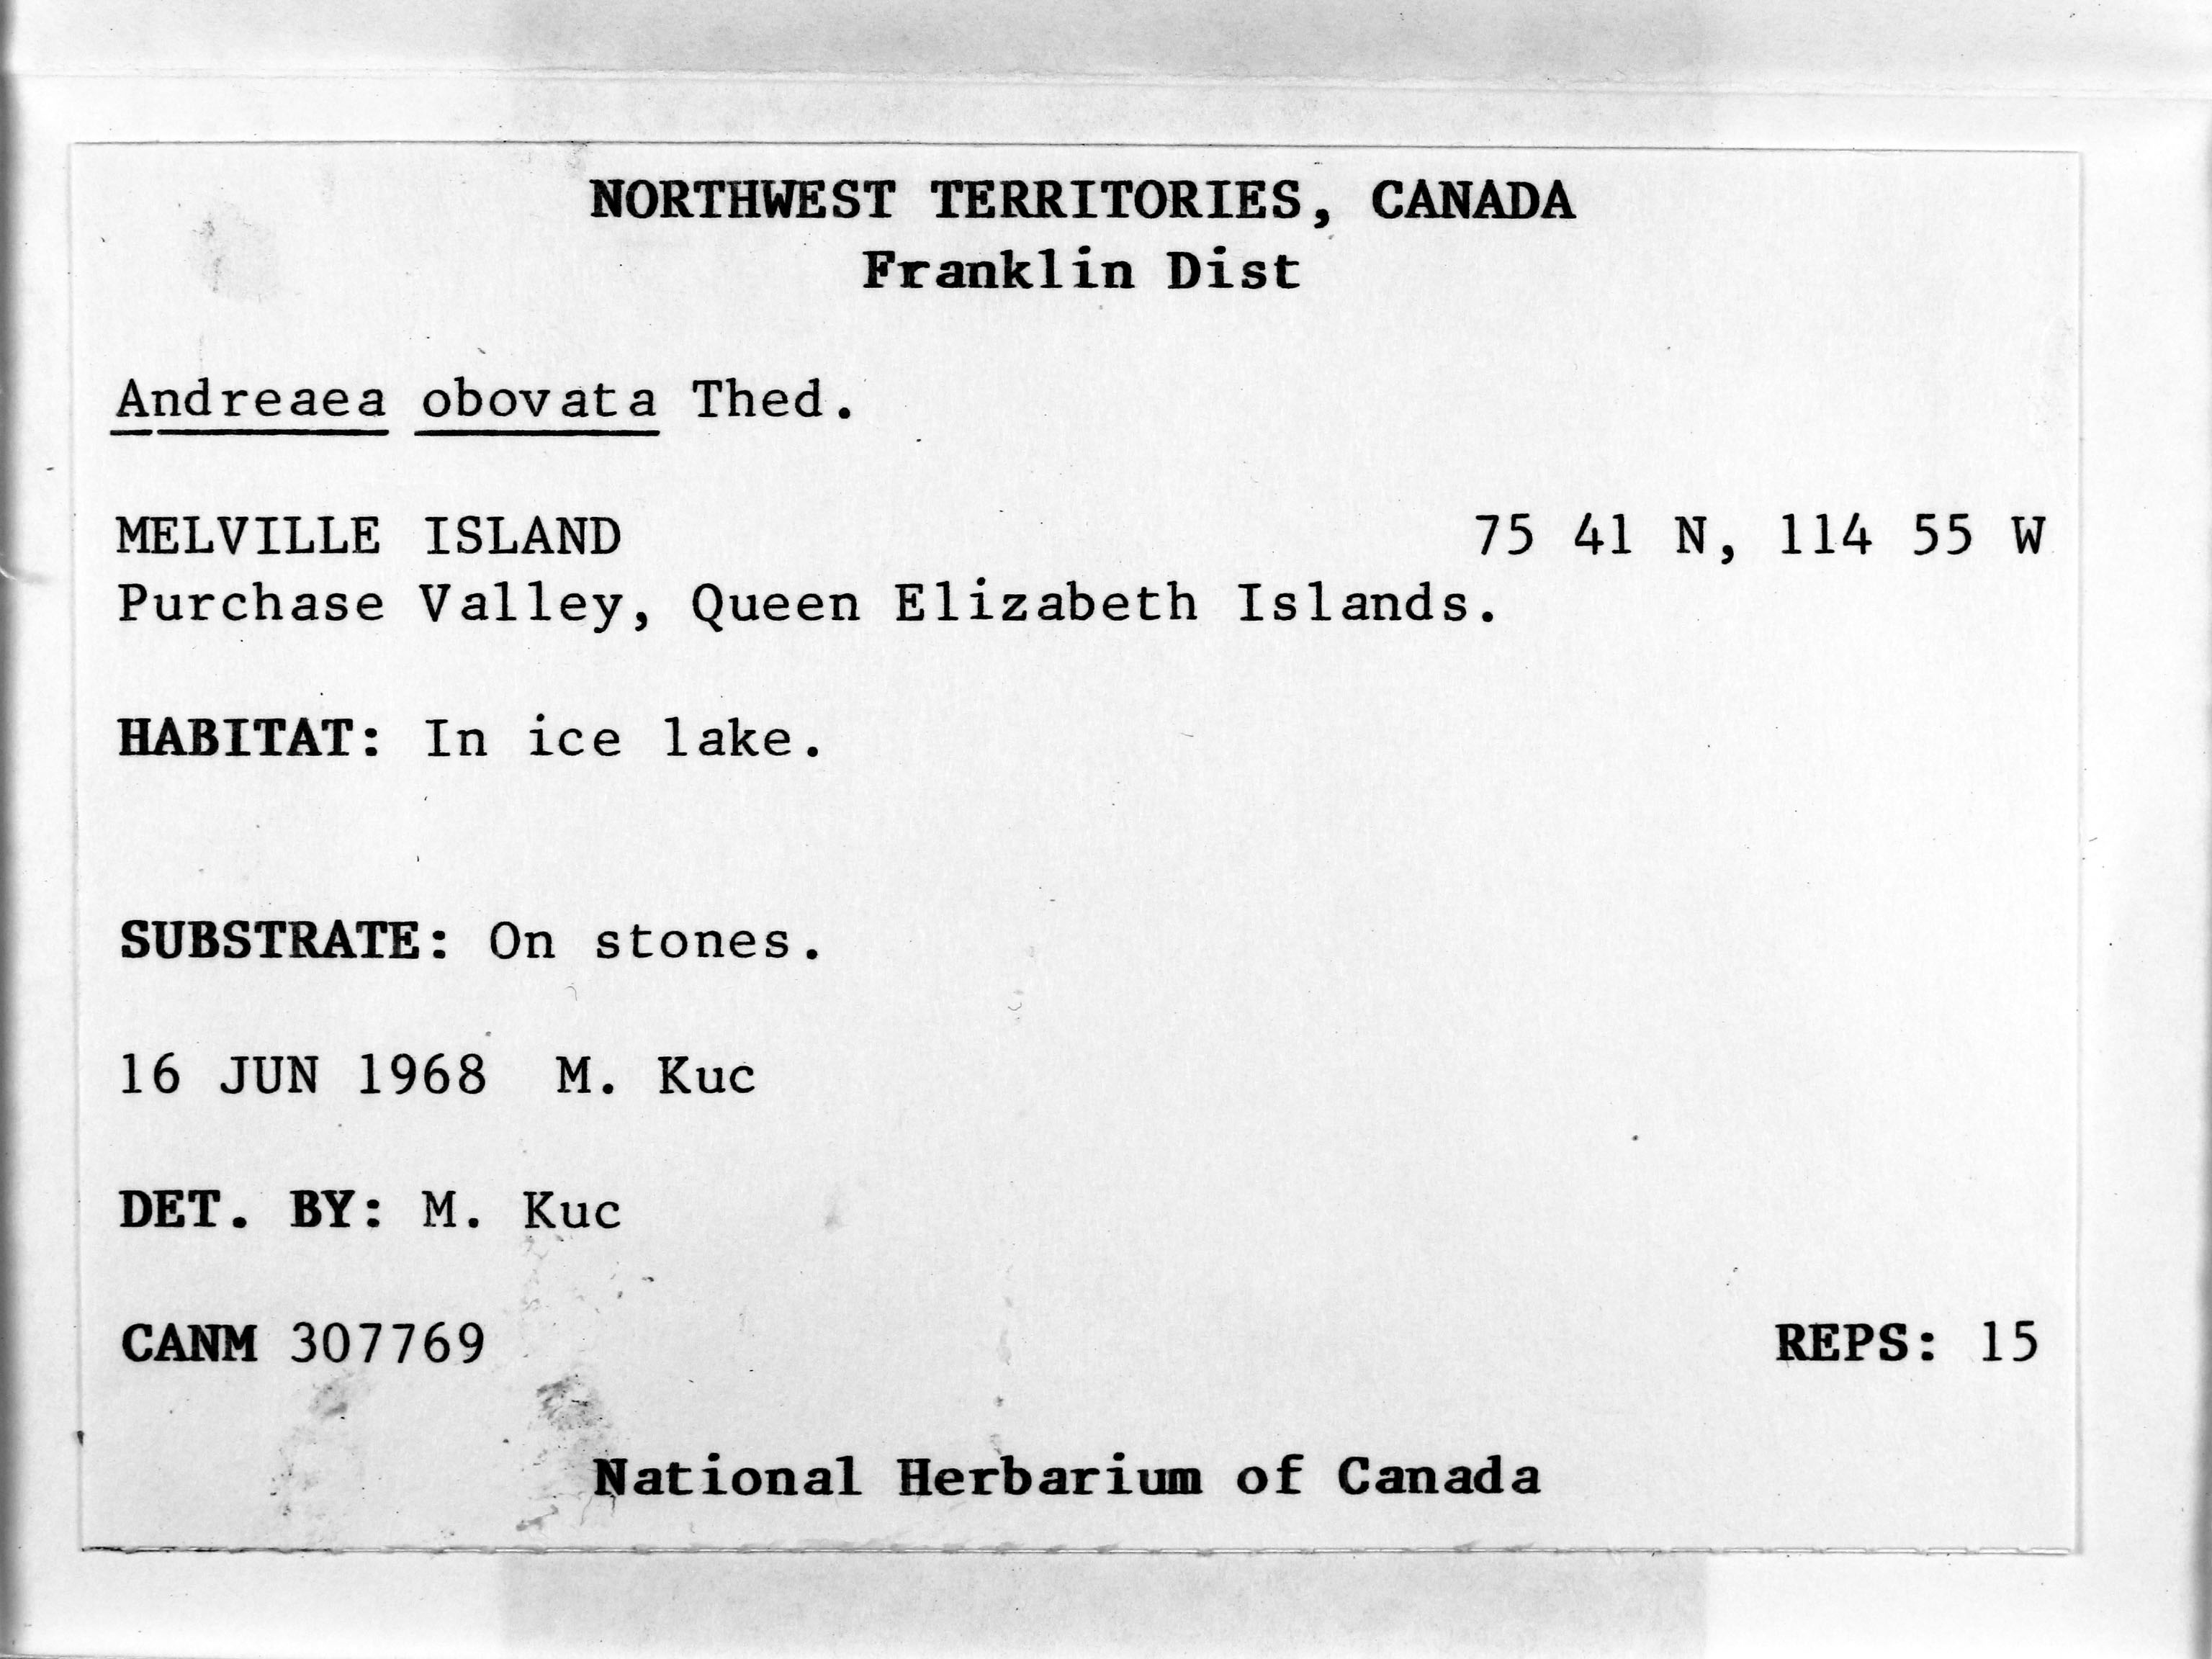 NORTHWEST TERRITORIES, CANADA
Franklin Dist
Andreaea obovata Thed.
MELVILLE ISLAND 75 41 N, 114 55 W
Purchase Valley, Queen Elizabeth Islands.
HABITAT: In ice lake.
SUBSTRATE: On stones.
16 JUN 1968 M. Kuc
DET. BY: M. Kuc
CANM 307769 REPS: 15
National Herbarium of Canada